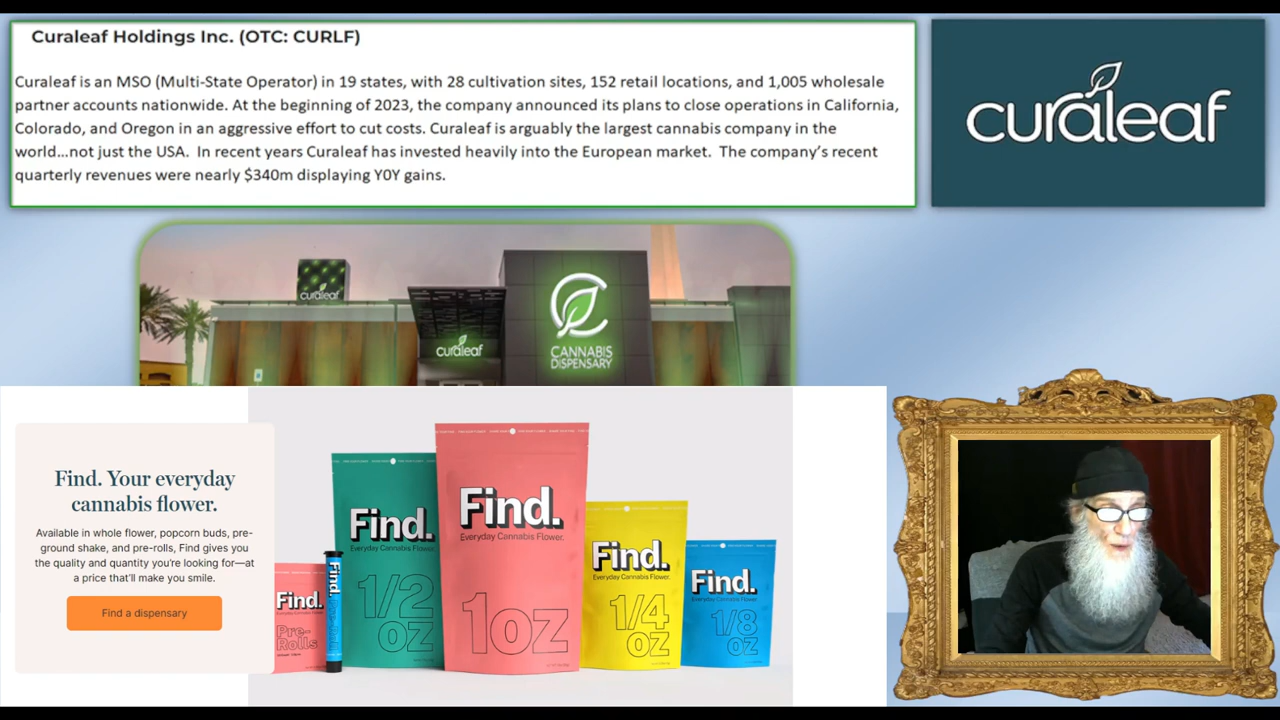 Curaleaf Holdings Inc. (OTC: CURLF)
Curaleaf is an MSO (Multi-State Operator) in 19 states, with 28 cultivation sites, 152 retail locations, and 1,005 wholesale
partner accounts nationwide. At the beginning of 2023, the company announced its plans to close operations in California,
Colorado, and Oregon in an aggressive effort to cut costs. Curaleaf is arguably the largest cannabis company in the
world…not just the USA.  In recent years Curaleaf has invested heavily into the European market.  The company's recent
quarterly revenues were nearly $340m displaying Y0Y gains.
curaleaf
curaleaf
curaleaf
CANNABIS
DISPENSARY
Find. Your everyday
cannabis flower.
Available in whole flower, popcorn buds, pre-
ground shake, and pre-rolls, Find gives you
the quality and quantity you're looking for—at
a price that'll make you smile.
Find a dispensary
Find.
Pre-
Rolls
Find.
Find.
Everyday Cannabis Flower.
1/2
OZ
Find.
Everyday Cannabis Flower.
1OZ
Find.
Everyday Cannabis Flower.
1/4
OZ
Find.
Everyday Cannabis Flower.
1/8
OZ